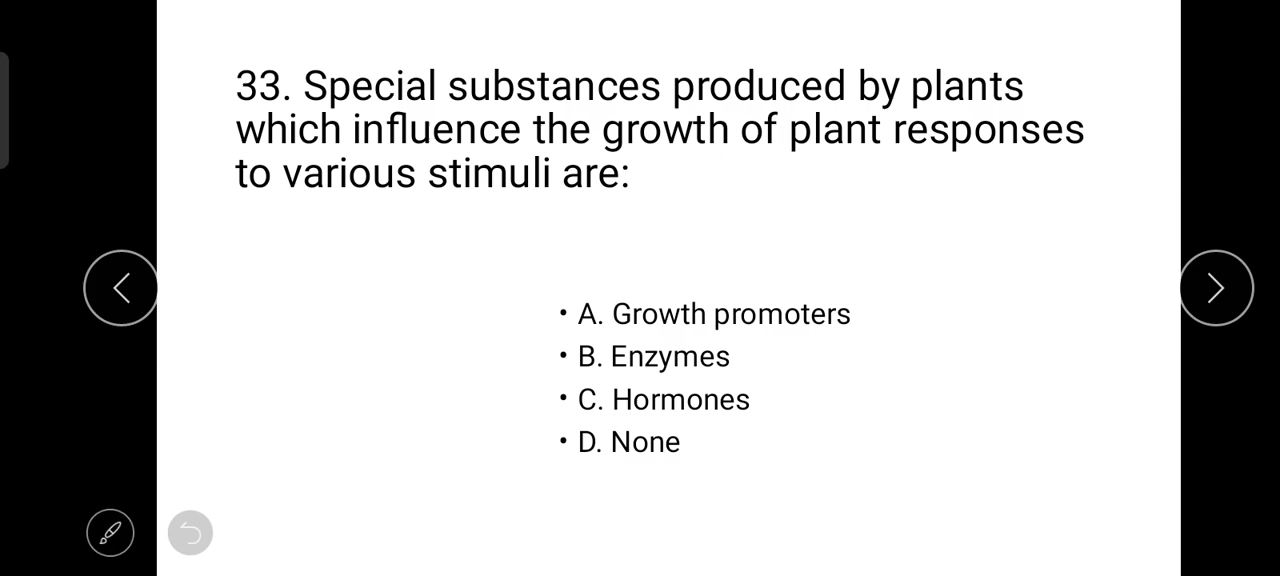 33. Special substances produced by plants
which influence the growth of plant responses
to various stimuli are:
• A. Growth promoters
• B. Enzymes
• C. Hormones
• D. None